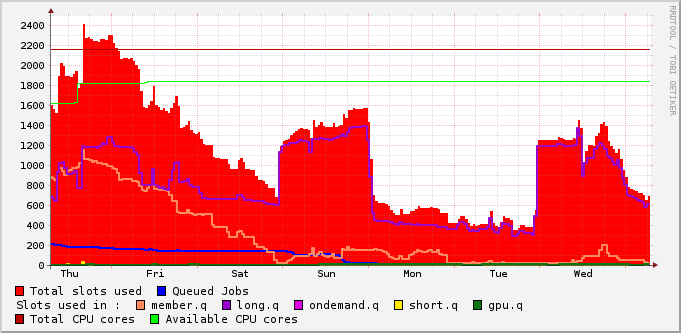 RRDTOOL / TOBI OETIKER
2400
2200
2000
1800
1600
1400
1200
1000
800
600
400
200
0
Thu Fri Sat Sun Mon Tue Wed
Total slots used Queued Jobs
Slots used in : member.q long.q ondemand.q short.q gpu.q
Total CPU cores Available CPU cores